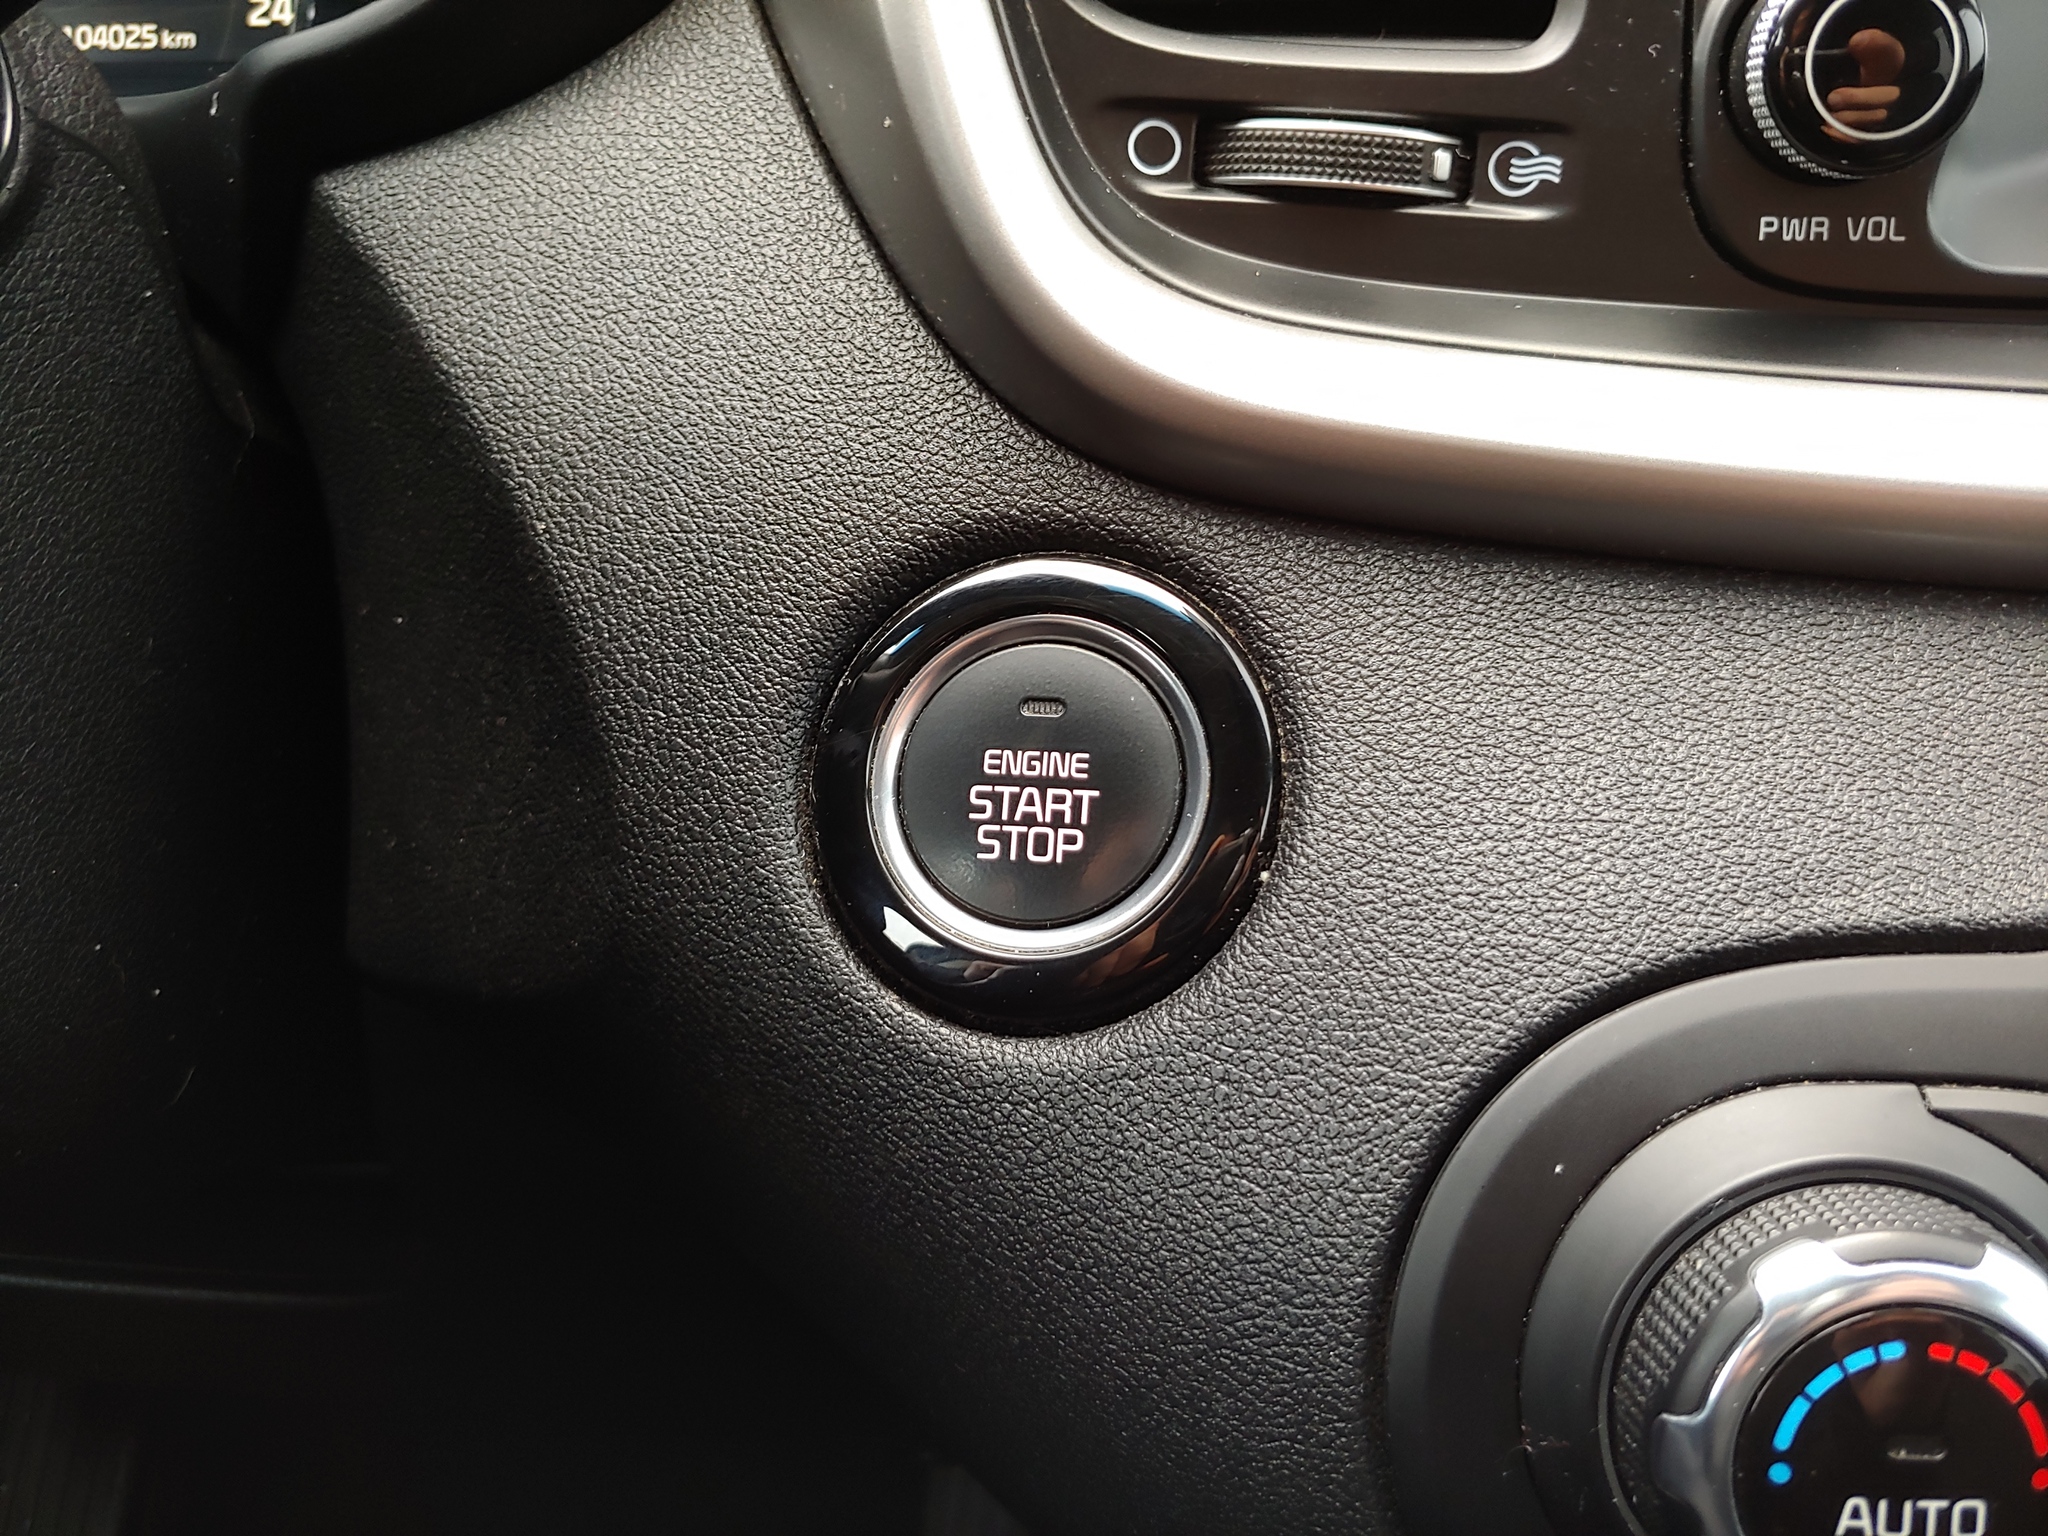 24
04025 km
PWR VOL
ENGINE
START
STOP
AUTO